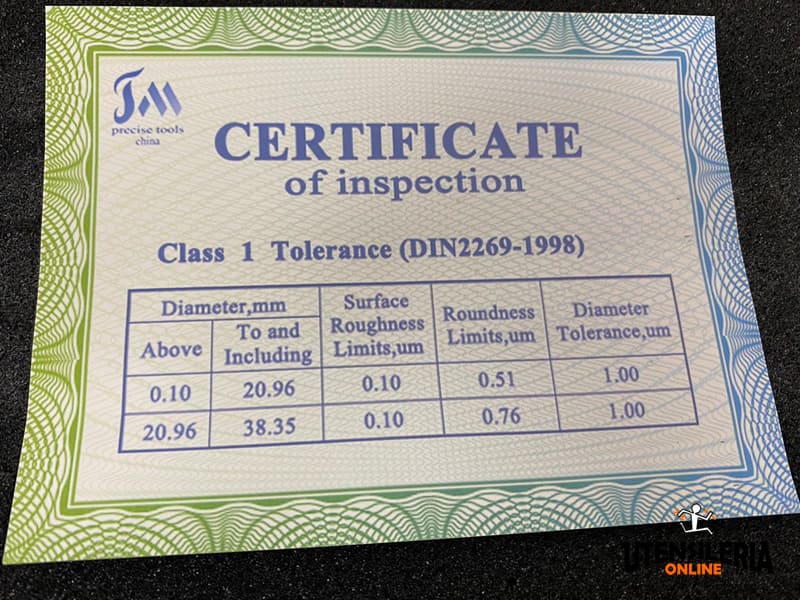 JM
precise tools
china
CERTIFICATE
of inspection
Class 1 Tolerance (DIN2269-1998)
Diameter,mm
Above
To and
Including
Surface
Roughness
Limits,um
Roundness
Limits,um
Diameter
Tolerance,um
0.10 20.96 0.10 0.51 1.00
20.96 38.35 0.10 0.76 1.00
UTENSILERIA
ONLINE